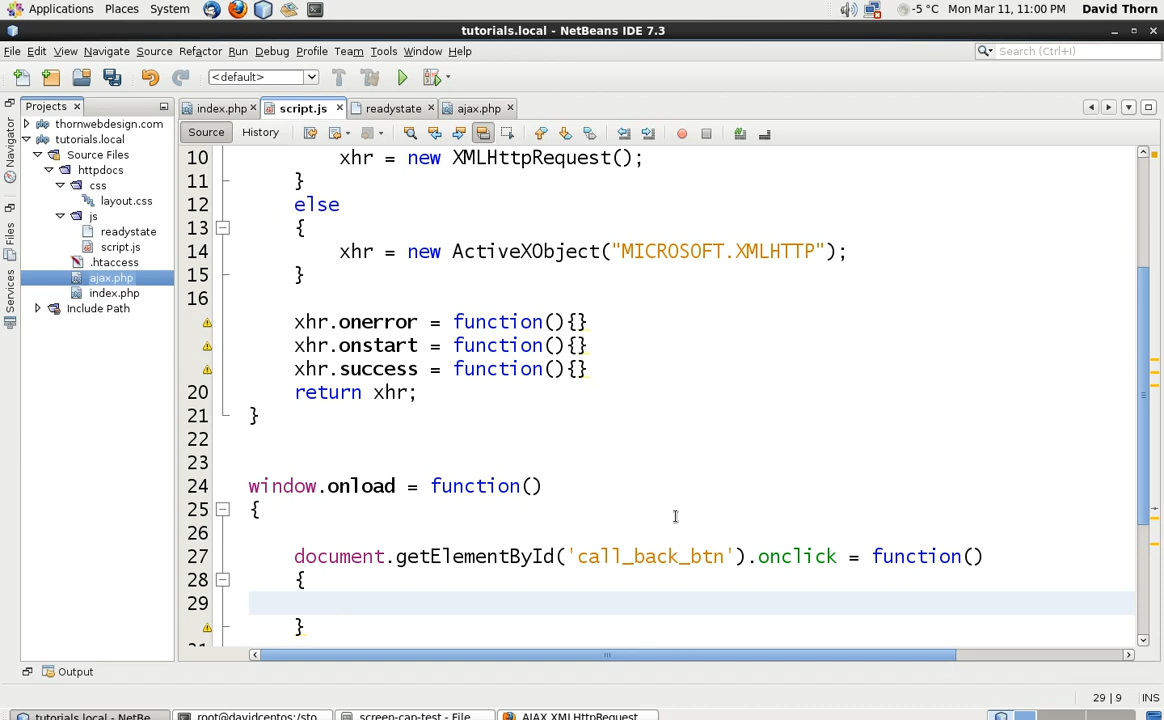 Applications Places System -5 °C Mon Mar 11, 11:00 PM David Thorn
tutorials.local - NetBeans IDE 7.3
File Edit View Navigate Source Refactor Run Debug Profile Team Tools Window Help Search (Ctrl+I)
<default>
Projects index.php script.js readystate ajax.php
Navigator
Files
Services
thornwebdesign.com
tutorials.local
Source Files
httpdocs
css
layout.css
js
readystate
script.js
.htaccess
ajax.php
index.php
Include Path
Source History
10 xhr = new XMLHttpRequest();
11 }
12 else
13 {
14 xhr = new ActiveXObject("MICROSOFT.XMLHTTP");
15 }
16
xhr.onerror = function(){}
xhr.onstart = function(){}
xhr.success = function(){}
20 return xhr;
21 }
22
23
24 window.onload = function()
25 {
26
27 document.getElementById('call_back_btn').onclick = function()
28 {
29
}
Output
29 | 9 INS
tutorials.local - NetBe... root@davidcentos:/sto... screen-cap-test - File ... AJAX XMLHttpRequest...